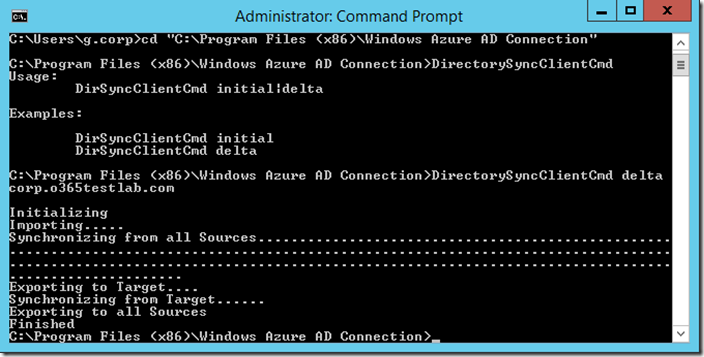 Administrator: Command Prompt
C:\Users\g.corp>cd "C:\Program Files (x86)\Windows Azure AD Connection"
C:\Program Files (x86)\Windows Azure AD Connection>DirectorySyncClientCmd
Usage:
DirSyncClientCmd initial|delta
Examples:
DirSyncClientCmd initial
DirSyncClientCmd delta
C:\Program Files (x86)\Windows Azure AD Connection>DirectorySyncClientCmd delta
corp.o365testlab.com
Initializing
Importing.....
Synchronizing from all Sources..................................................
................................................................................
................................................................................
.....................
Exporting to Target....
Synchronizing from Target......
Exporting to all Sources
Finished
C:\Program Files (x86)\Windows Azure AD Connection>_